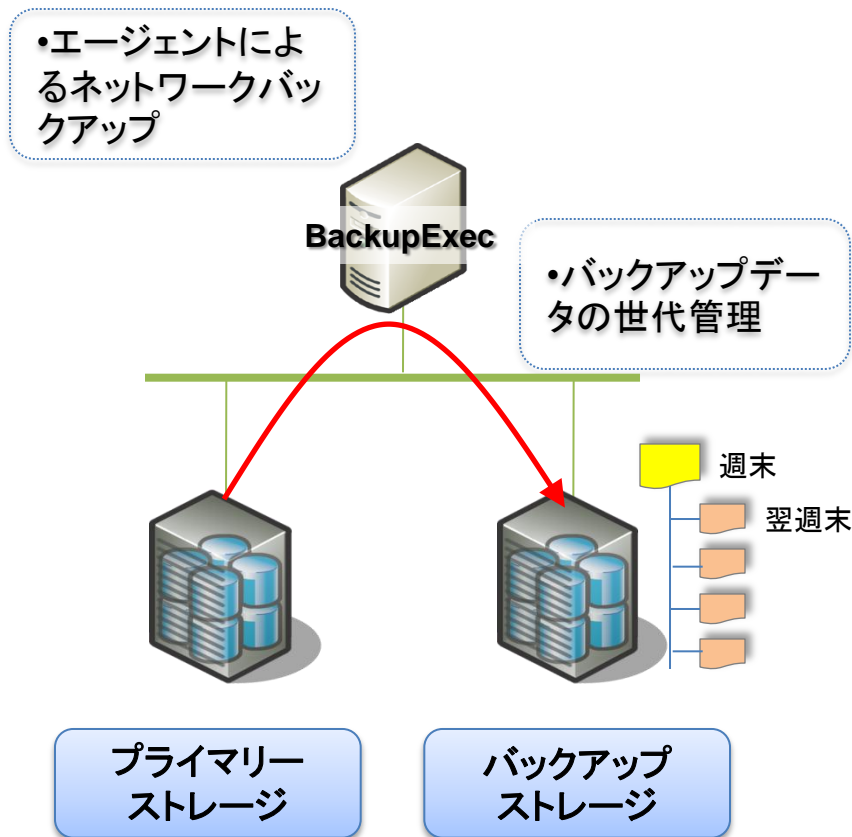 •エージェントによ
るネットワークバッ
クアップ
BackupExec
•バックアップデー
タの世代管理
週末
翌週末
プライマリー
ストレージ
バックアップ
ストレージ